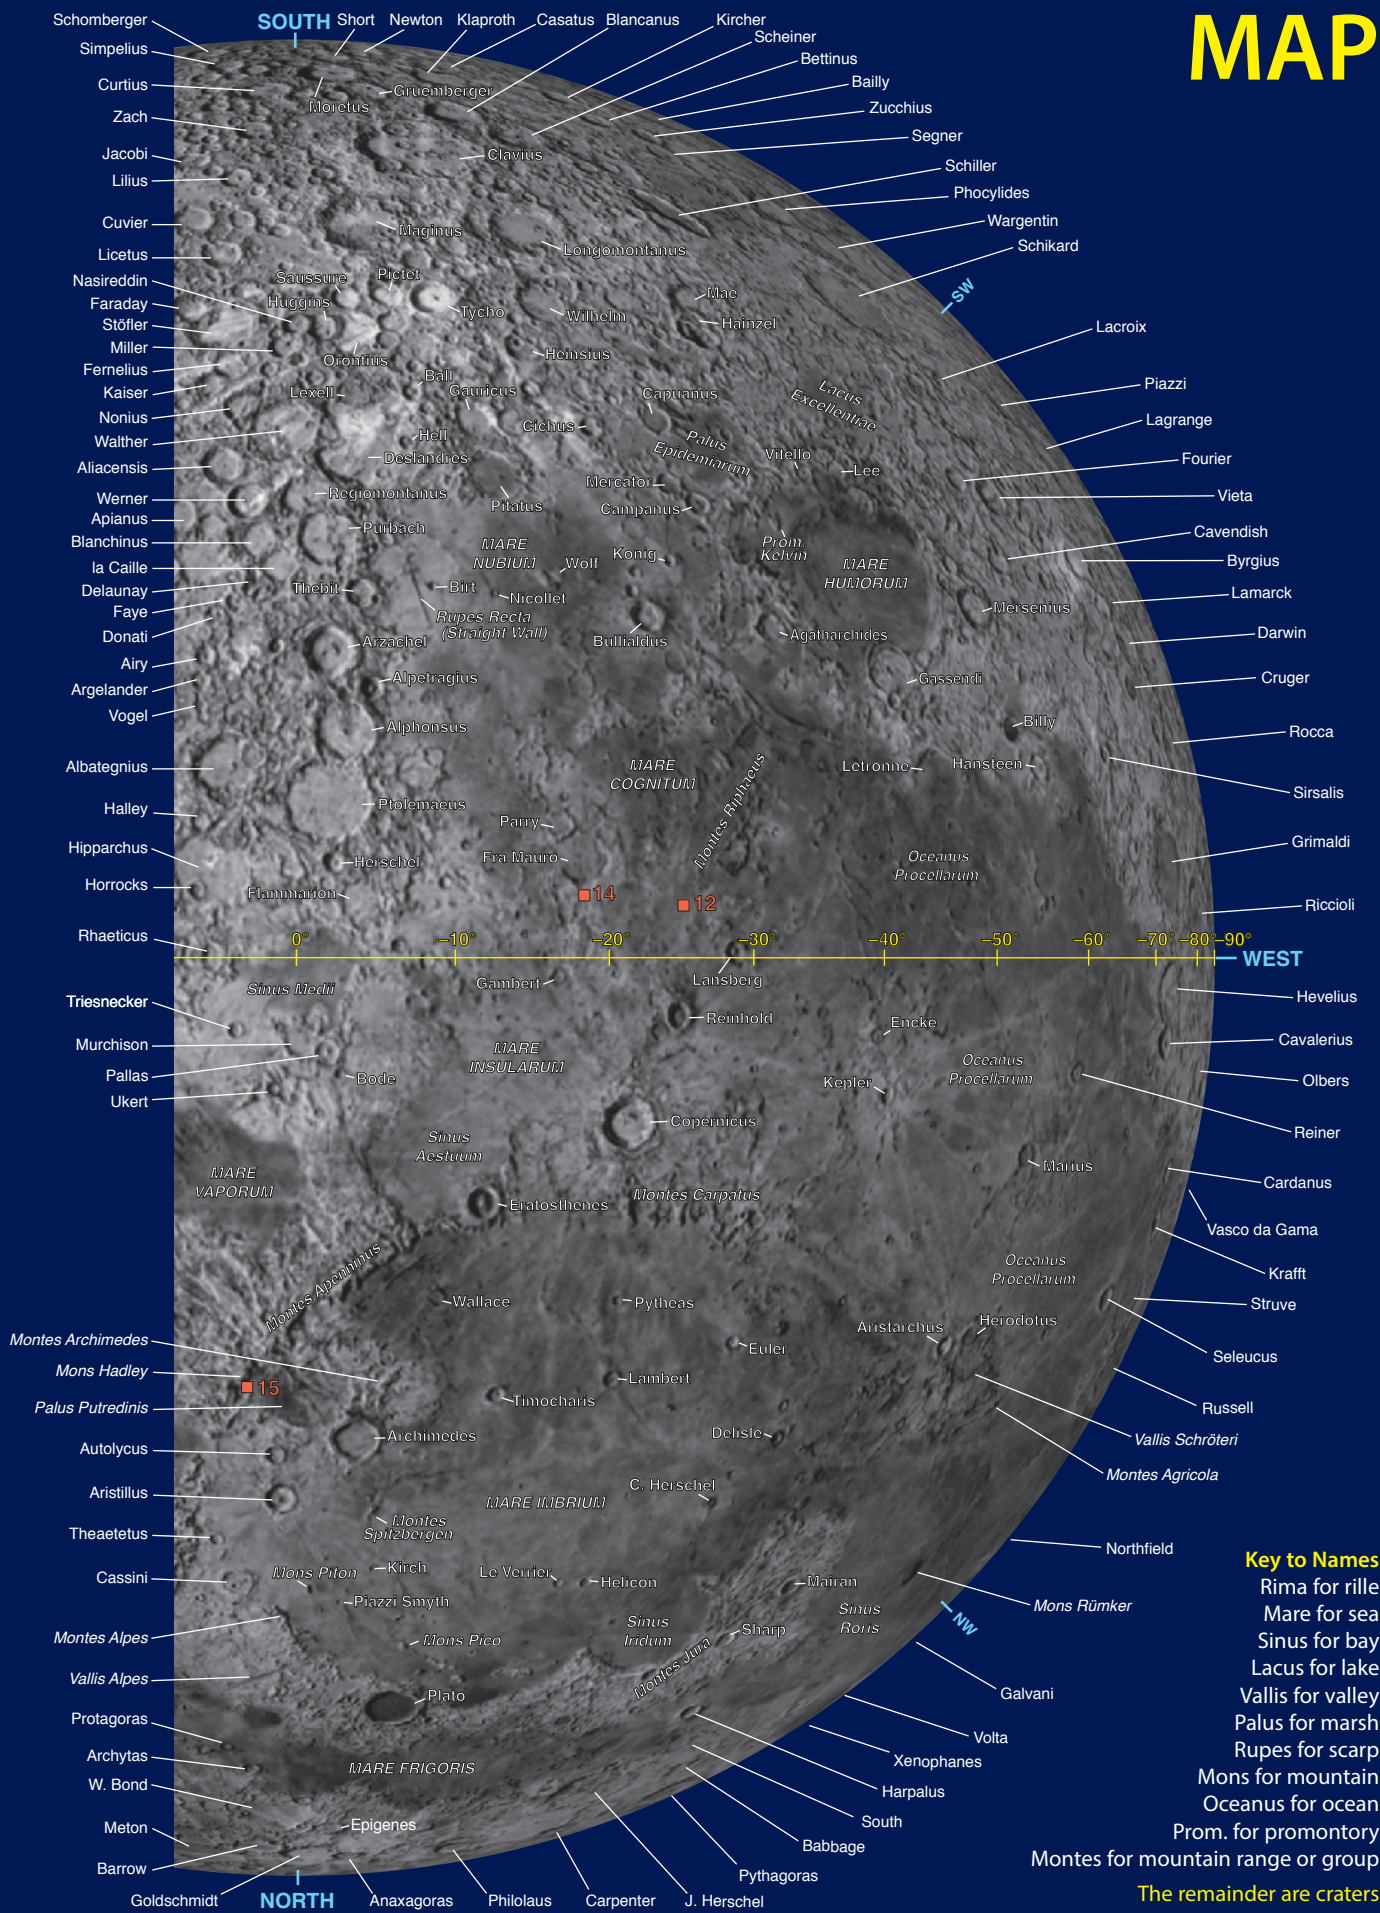 MAP
SOUTH
Schomberger
Simpelius
Curtius
Zach
Jacobi
Lilius
Cuvier
Licetus
Nasireddin
Faraday
Stöfler
Miller
Fernelius
Kaiser
Nonius
Walther
Aliacensis
Werner
Apianus
Blanchinus
la Caille
Delaunay
Faye
Donati
Airy
Argelander
Vogel
Albategnius
Halley
Hipparchus
Horrocks
Rhaeticus
Triesnecker
Murchison
Pallas
Ukert
Montes Archimedes
Mons Hadley
Palus Putredinis
Autolycus
Aristillus
Theaetetus
Cassini
Montes Alpes
Vallis Alpes
Protagoras
Archytas
W. Bond
Meton
Barrow
Goldschmidt
NORTH
Anaxagoras
Philolaus
Carpenter
J. Herschel
Pythagoras
Babbage
South
Harpalus
Xenophanes
Volta
Galvani
NW
Mons Rümker
Northfield
Montes Agricola
Vallis Schröteri
Russell
Seleucus
Struve
Krafft
Vasco da Gama
Cardanus
Reiner
Olbers
Cavalerius
Hevelius
WEST
Riccioli
Grimaldi
Sirsalis
Rocca
Cruger
Darwin
Lamarck
Byrgius
Cavendish
Vieta
Fourier
Lagrange
Piazzi
Lacroix
SW
Schikard
Wargentin
Phocylides
Schiller
Segner
Zucchius
Bailly
Bettinus
Scheiner
Kircher
Blancanus
Casatus
Klaproth
Newton
Short
Moretus
Gruemberger
Clavius
Maginus
Longomontanus
Saussure
Pictet
Huggins
Tycho
Wilhelm
Mae
Hainzel
Orontius
Heinsius
Ball
Lexell
Gauricus
Capuanus
Lacus
Excellentiae
Cichus
Hell
Deslandres
Palus
Epidemiarum
Vitello
Lee
Mercator
Regiomontanus
Pitatus
Campanus
Purbach
MARE
NUBIUM
Wolf
Konig
Prom.
Kelvin
MARE
HUMORUM
Thebit
Birt
Nicollet
Rupes Recta
(Straight Wall)
Mersenius
Arzachel
Bullialdus
Agatharchides
Alpetragius
Gassendi
Alphonsus
Billy
MARE
COGNITUM
Montes Riphaeus
Letronne
Hansteen
Ptolemaeus
Parry
Herschel
Fra Mauro
Oceanus
Procellarum
Flammarion
14
12
0°
–10°
–20°
–30°
–40°
–50°
–60°
–70°
–80°
–90°
Sinus Medii
Gambert
Lansberg
Reinhold
Encke
MARE
INSULARUM
Oceanus
Procellarum
Bode
Kepler
Copernicus
Sinus
Aestuum
Marius
MARE
VAPORUM
Eratosthenes
Montes Carpatus
Montes Apenninus
Oceanus
Procellarum
Wallace
Pytheas
Aristarchus
Herodotus
Euler
15
Lambert
Timocharis
Archimedes
Delisle
C. Herschel
MARE IMBRIUM
Montes
Spitzbergen
Mons Piton
Kirch
Le Verrier
Helicon
Mairan
Piazzi Smyth
Sinus
Iridum
Sinus
Roris
Mons Pico
Sharp
Montes Jura
Plato
MARE FRIGORIS
Epigenes
Key to Names
Rima for rille
Mare for sea
Sinus for bay
Lacus for lake
Vallis for valley
Palus for marsh
Rupes for scarp
Mons for mountain
Oceanus for ocean
Prom. for promontory
Montes for mountain range or group
The remainder are craters